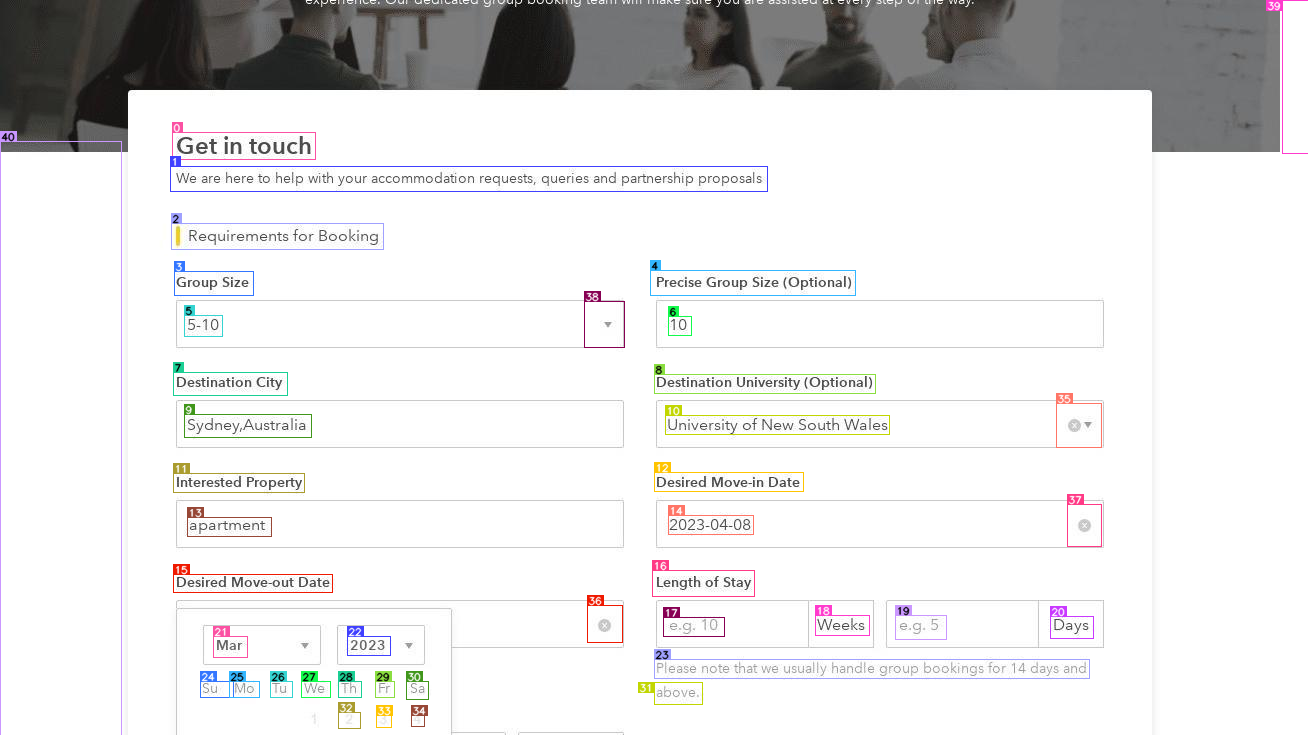 experience. Our dedicated group booking team will make sure you are assisted at every step of the way.
39
40
0
Get in touch
1
We are here to help with your accommodation requests, queries and partnership proposals
2
Requirements for Booking
3
Group Size
4
Precise Group Size (Optional)
38
5
5-10
6
10
7
Destination City
8
Destination University (Optional)
9
Sydney,Australia
10
University of New South Wales
35
11
Interested Property
12
Desired Move-in Date
13
apartment
14
2023-04-08
37
15
Desired Move-out Date
16
Length of Stay
36
17
e.g. 10
18
Weeks
19
e.g. 5
20
Days
21
Mar
22
2023
23
Please note that we usually handle group bookings for 14 days and
31
above.
24 25 26 27 28 29 30
Su Mo Tu We Th Fr Sa
32 33 34
1 2 3 4